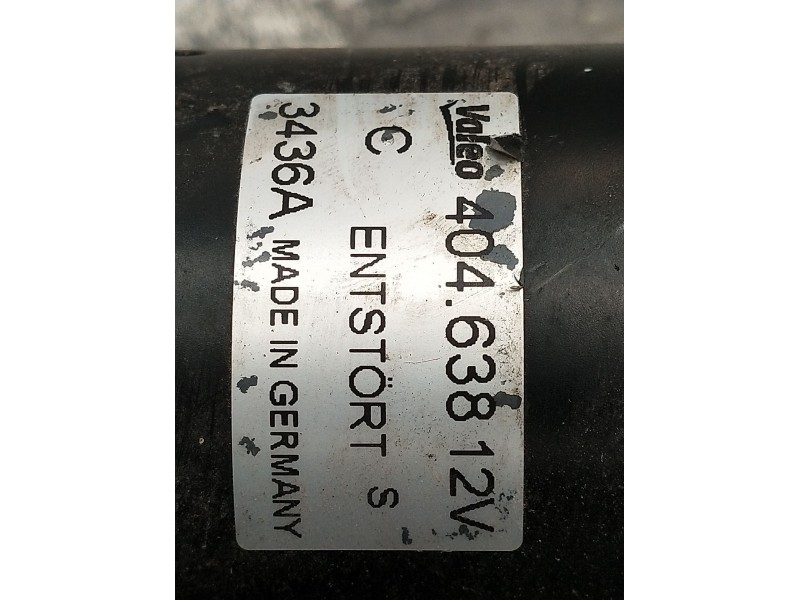 Valeo
404.638 12V
C ENTSTÖRT S
3436A MADE IN GERMANY